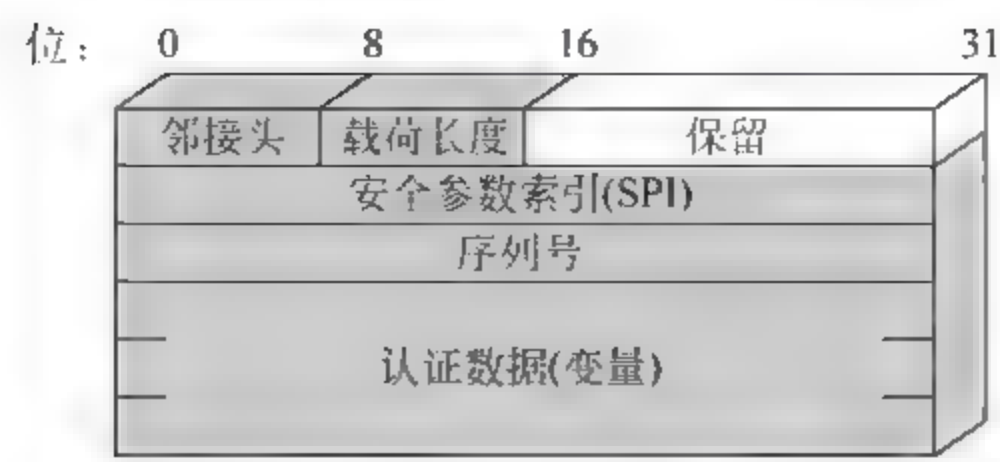 位： 0 8 16 31
邻接头 载荷长度 保留
安全参数索引(SPI)
序列号
认证数据(变量)